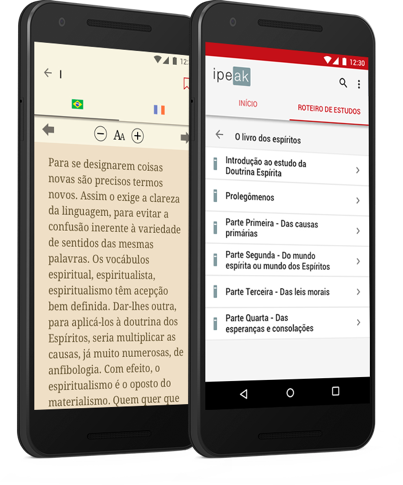 12:
I
AA
Para se designarem coisas
novas são precisos termos
novos. Assim o exige a clareza
da linguagem, para evitar a
confusão inerente à variedade
de sentidos das mesmas
palavras. Os vocábulos
espiritual, espiritualista,
espiritualismo têm acepção
bem definida. Dar-lhes outra,
para aplicá-los à doutrina dos
Espíritos, seria multiplicar as
causas, já muito numerosas, de
anfibologia. Com efeito, o
espiritualismo é o oposto do
materialismo. Quem quer que
12:30
ipeak
INÍCIO
ROTEIRO DE ESTUDOS
O livro dos espíritos
Introdução ao estudo da
Doutrina Espírita
Prolegômenos
Parte Primeira - Das causas
primárias
Parte Segunda - Do mundo
espírita ou mundo dos Espíritos
Parte Terceira - Das leis morais
Parte Quarta - Das
esperanças e consolações